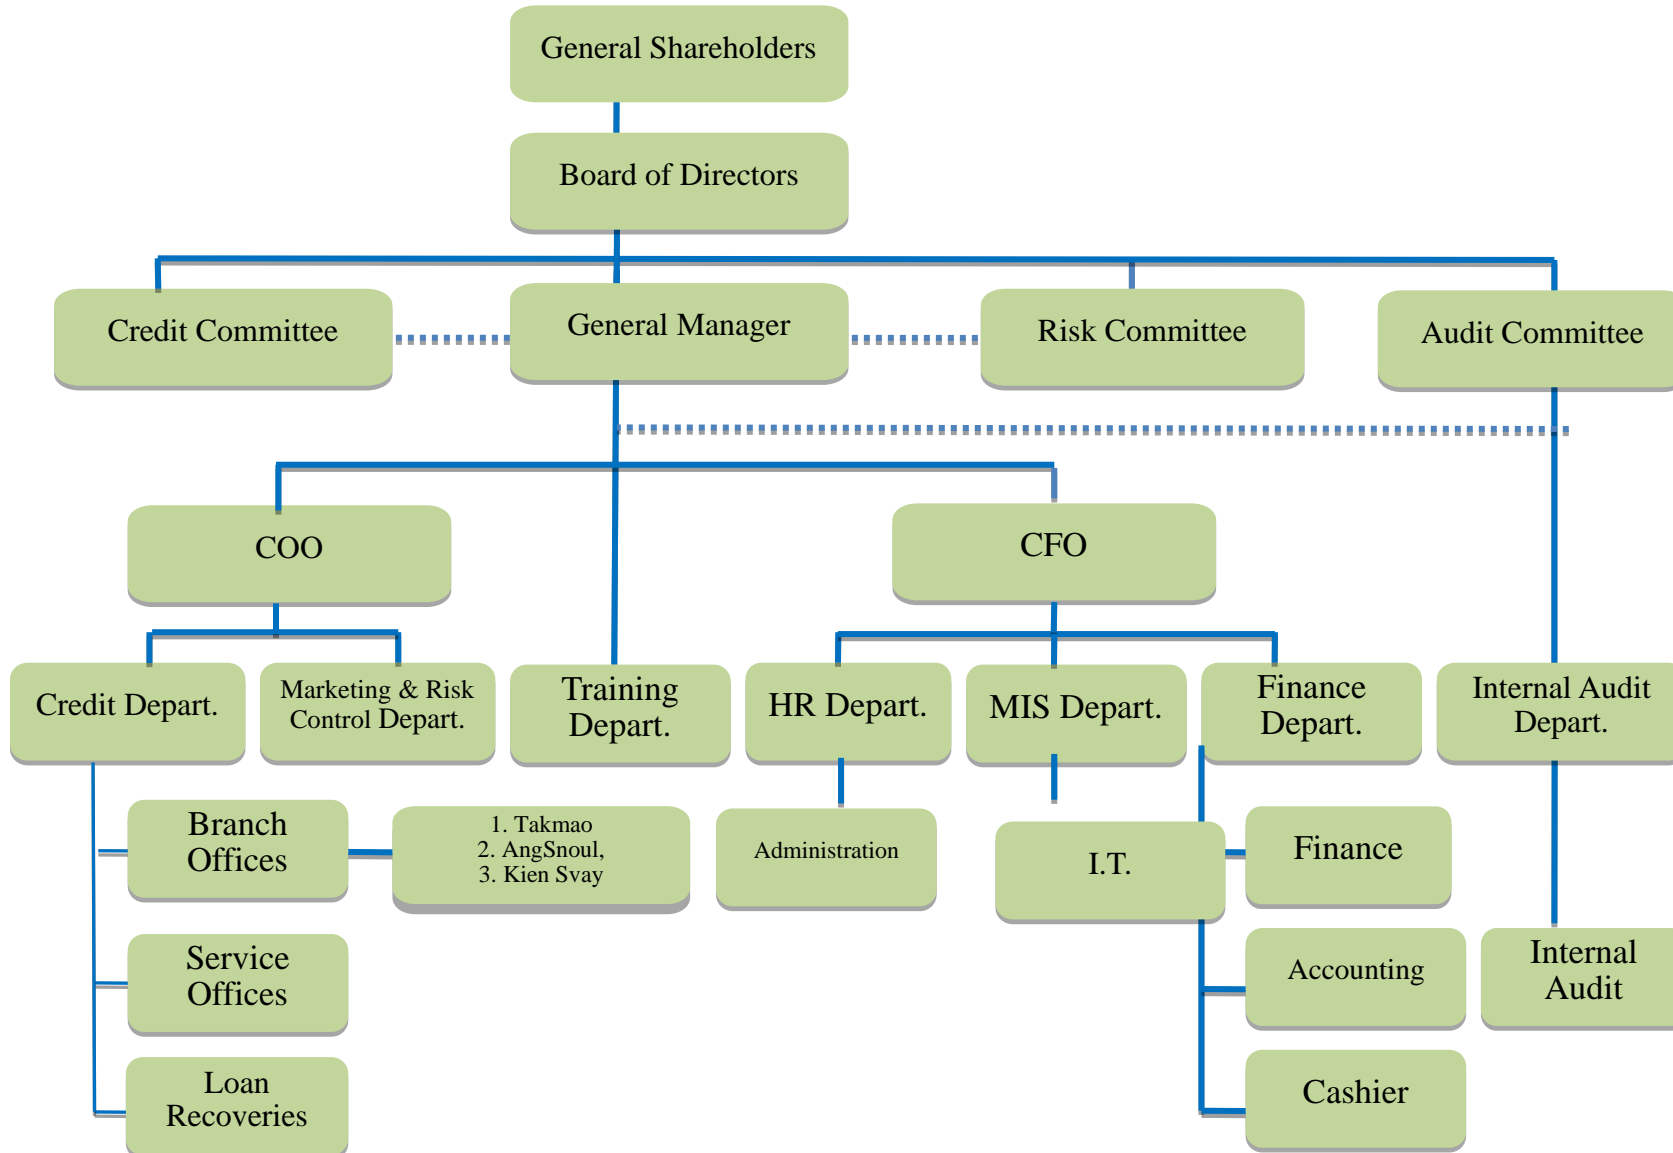 General Shareholders
Board of Directors
Credit Committee
General Manager
Risk Committee
Audit Committee
COO
CFO
Credit Depart.
Marketing & Risk
Control Depart.
Training
Depart.
HR Depart.
MIS Depart.
Finance
Depart.
Internal Audit
Depart.
Branch
Offices
1. Takmao
2. AngSnoul,
3. Kien Svay
Administration
I.T.
Finance
Service
Offices
Accounting
Internal
Audit
Loan
Recoveries
Cashier